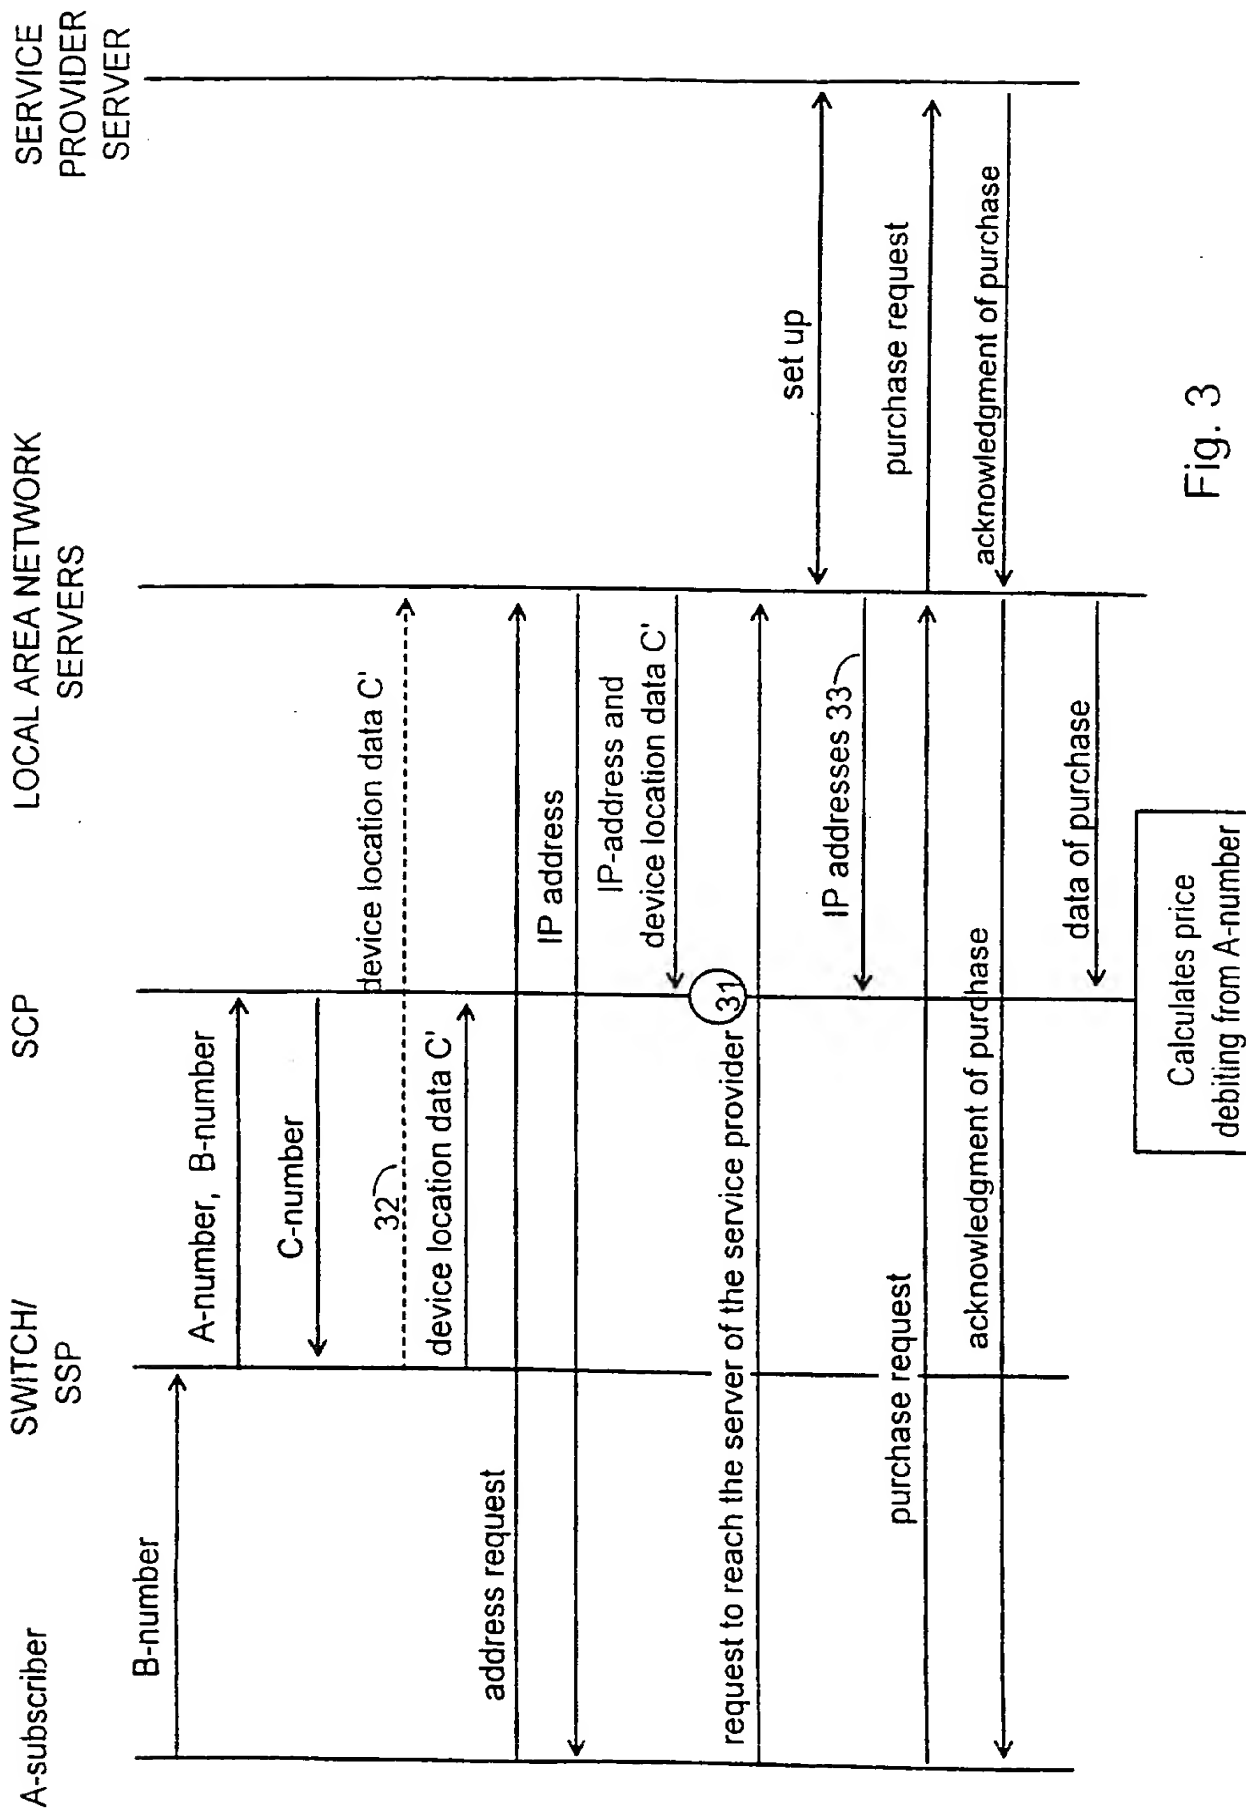 A-subscriber
SWITCH/
SSP
SCP
LOCAL AREA NETWORK
SERVERS
SERVICE
PROVIDER
SERVER
B-number
A-number, B-number
C-number
32
device location data C'
device location data C'
address request
IP address
IP-address and
device location data C'
31
request to reach the server of the service provider
set up
IP addresses 33
purchase request
purchase request
acknowledgment of purchase
acknowledgment of purchase
data of purchase
Calculates price
debiting from A-number
Fig. 3